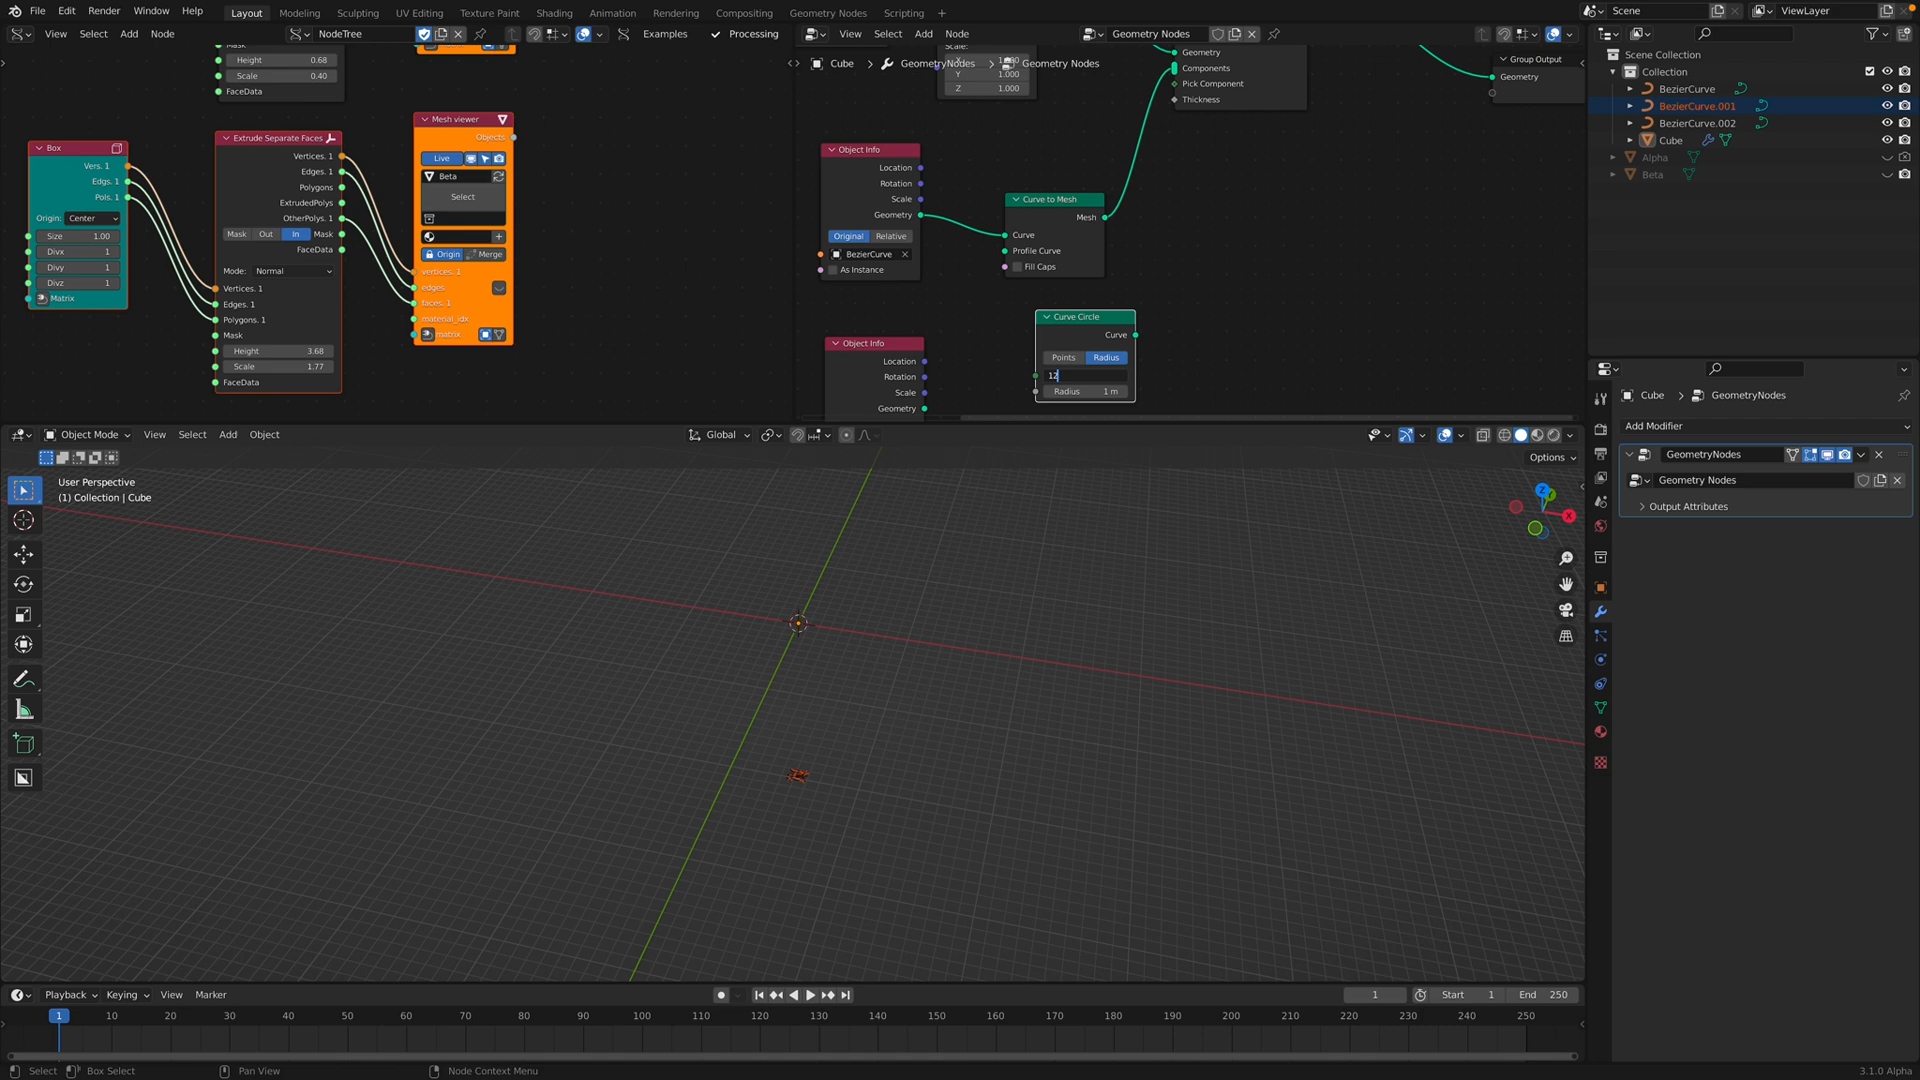 File Edit Render Window Help
Layout Modeling Sculpting UV Editing Texture Paint Shading Animation Rendering Compositing Geometry Nodes Scripting +
Scene
ViewLayer
View Select Add Node
NodeTree
Examples
Processing
View Select Add Node
Geometry Nodes
Height 0.68
Scale 0.40
FaceData
Box
Vers. 1
Edgs. 1
Pols. 1
Origin: Center
Size 1.00
Divx 1
Divy 1
Divz 1
Matrix
Extrude Separate Faces
Vertices. 1
Edges. 1
Polygons
ExtrudedPolys
OtherPolys. 1
Mask Out In Mask
FaceData
Mode: Normal
Vertices. 1
Edges. 1
Polygons. 1
Mask
Height 3.68
Scale 1.77
FaceData
Mesh viewer
Objects
Live
Beta
Select
Origin Merge
vertices. 1
edges
faces. 1
material_idx
matrix
Cube > GeometryNodes > Geometry Nodes
Scale:
Y 1.000
Z 1.000
Geometry
Components
Pick Component
Thickness
Group Output
Geometry
Object Info
Location
Rotation
Scale
Geometry
Original Relative
BezierCurve
As Instance
Curve to Mesh
Mesh
Curve
Profile Curve
Fill Caps
Curve Circle
Curve
Points Radius
12
Radius 1 m
Object Info
Location
Rotation
Scale
Geometry
Scene Collection
Collection
BezierCurve
BezierCurve.001
BezierCurve.002
Cube
Alpha
Beta
Cube > GeometryNodes
Add Modifier
GeometryNodes
Geometry Nodes
Output Attributes
Object Mode View Select Add Object
Global
Options
User Perspective
(1) Collection | Cube
Z
Y
X
Playback Keying View Marker
1
Start 1
End 250
1 10 20 30 40 50 60 70 80 90 100 110 120 130 140 150 160 170 180 190 200 210 220 230 240 250
Select Box Select Pan View Node Context Menu
3.1.0 Alpha